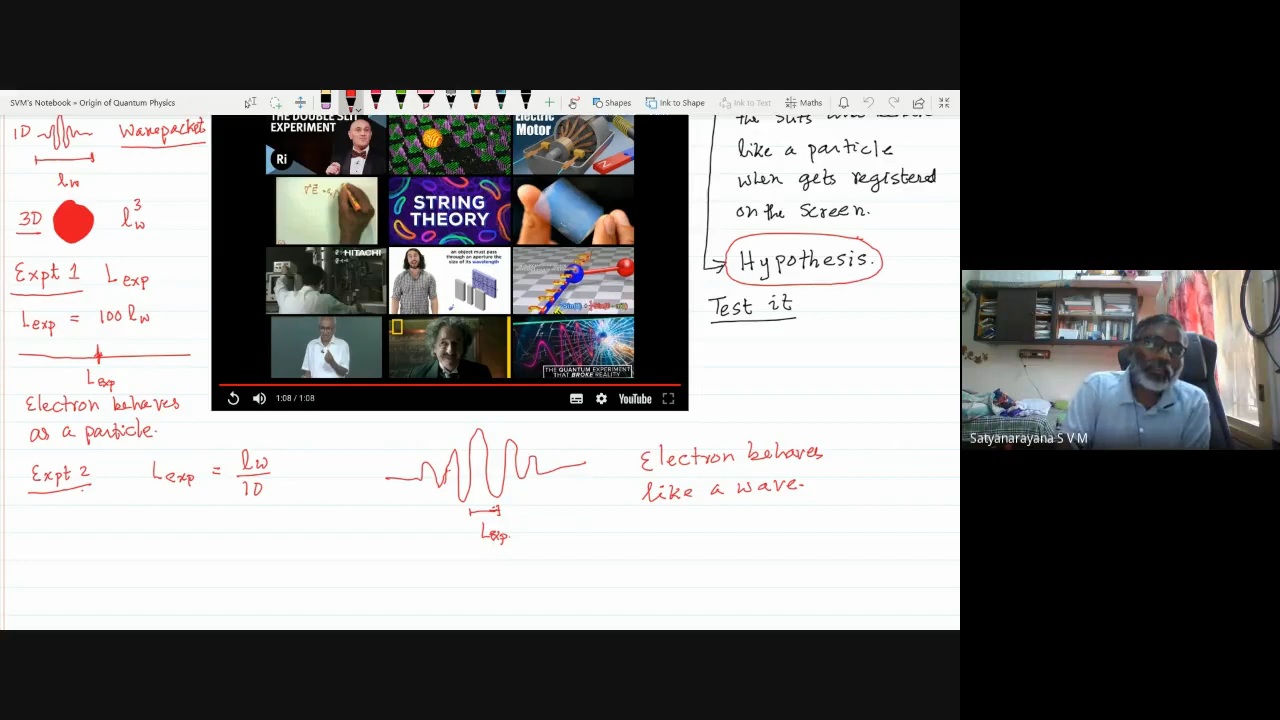 SVM's Notebook » Origin of Quantum Physics
Shapes
Ink to Shape
Ink to Text
Maths
1D
Wavepacket
lw
3D
lw³
Expt 1 Lexp
Lexp = 100 lw
Lexp
Electron behaves
as a particle.
THE DOUBLE SLIT
EXPERIMENT
Ri
Electric
Motor
STRING
THEORY
HITACHI
an object must pass
through an aperture the
size of its wavelength
THE QUANTUM EXPERIMENT
THAT BROKE REALITY
1:08 / 1:08
YouTube
the slits
like a particle
when gets registered
on the screen.
Hypothesis.
Test it
Expt 2 Lexp = lw/10
Lexp.
Electron behaves
like a wave.
Satyanarayana S V M